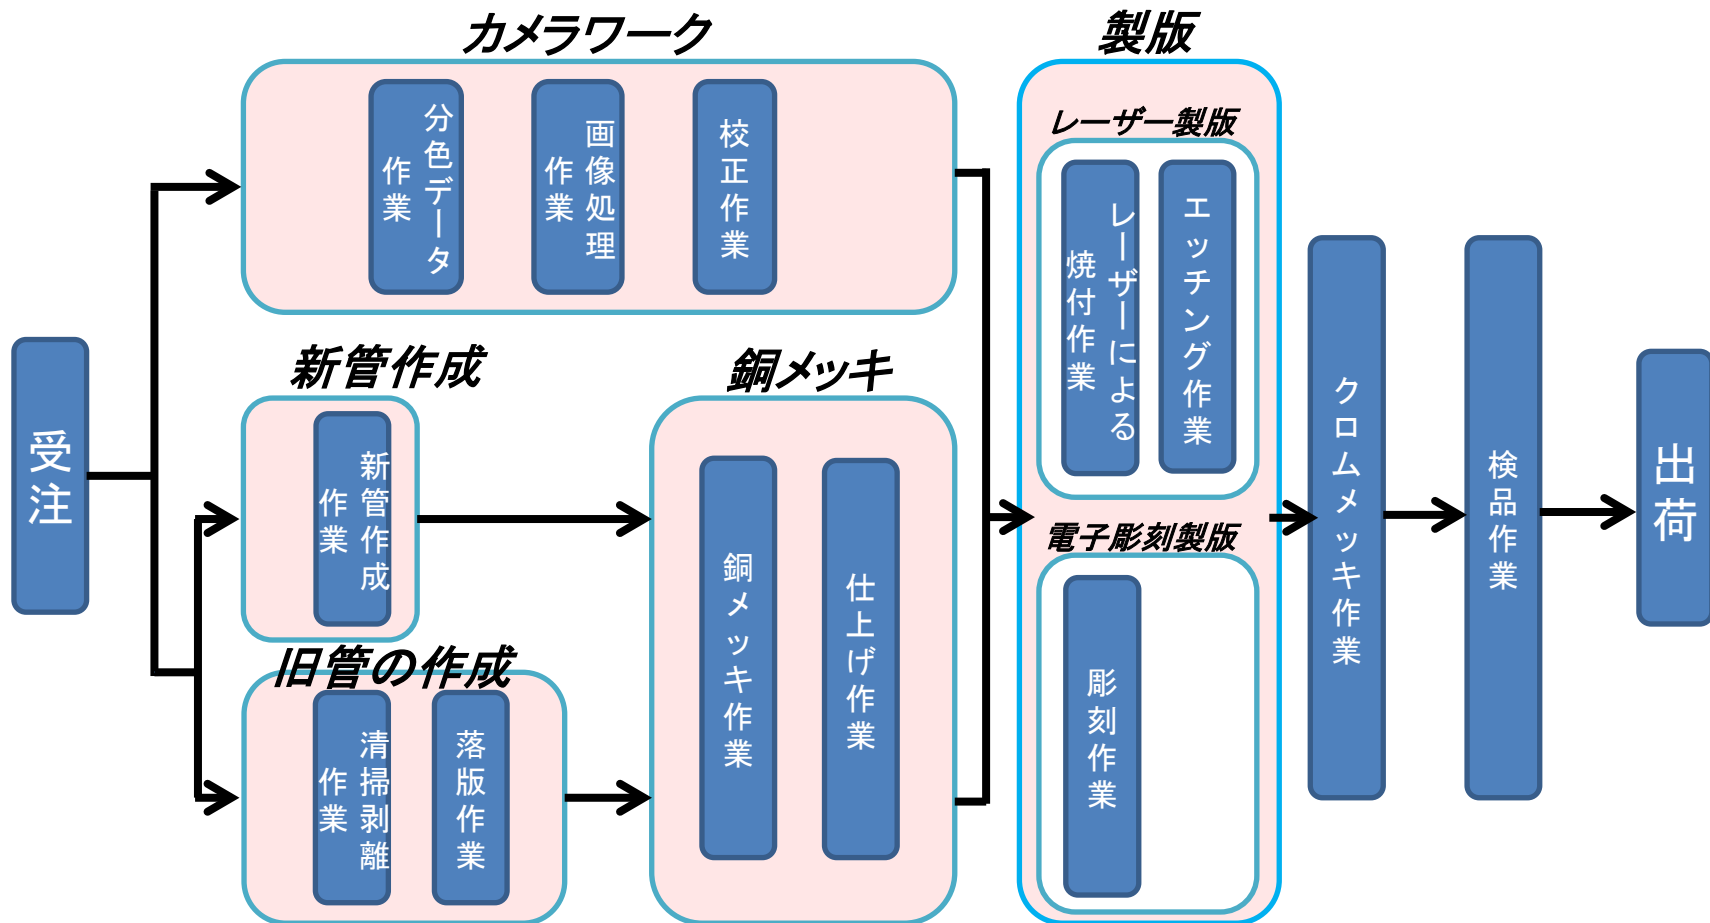 受注
カメラワーク
分色データ
作業
画像処理
作業
校正作業
新管作成
新管作成
作業
旧管の作成
清掃剥離
作業
落版作業
銅メッキ
銅メッキ作業
仕上げ作業
製版
レーザー製版
レーザーによる
焼付作業
エッチング作業
電子彫刻製版
彫刻作業
クロムメッキ作業
検品作業
出荷